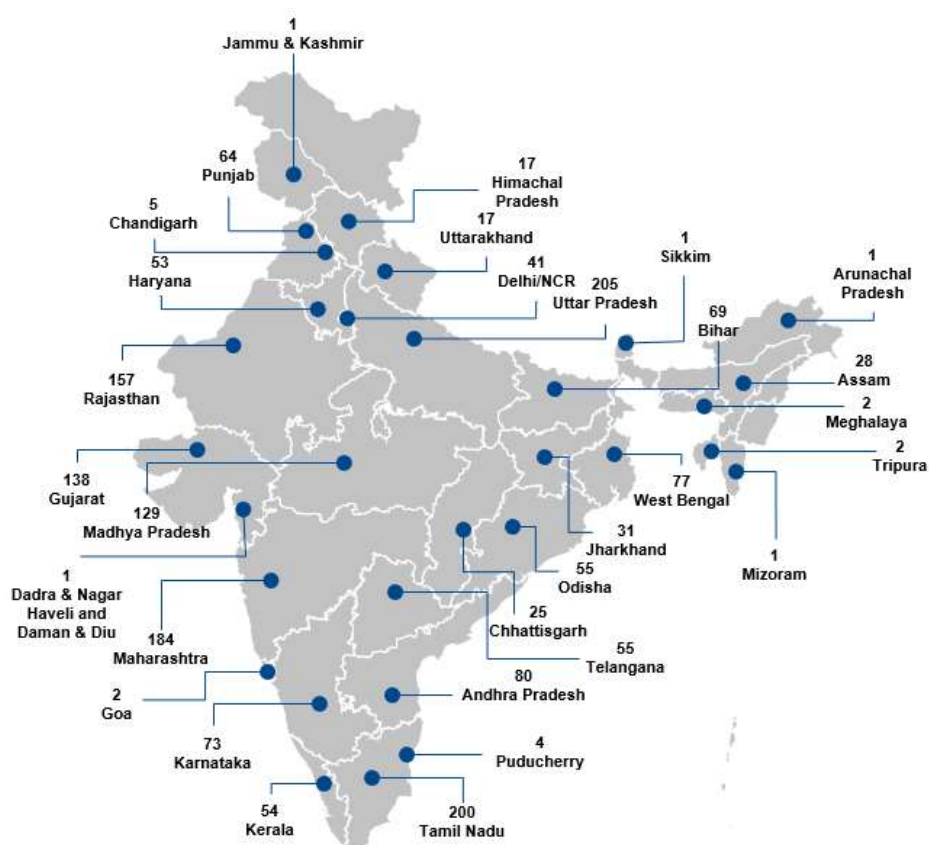 1
Jammu & Kashmir
64
Punjab
17
Himachal
Pradesh
5
Chandigarh
17
Uttarakhand
1
Sikkim
53
Haryana
41
Delhi/NCR
205
Uttar Pradesh
1
Arunachal
Pradesh
69
Bihar
157
Rajasthan
28
Assam
2
Meghalaya
138
Gujarat
2
Tripura
77
West Bengal
129
Madhya Pradesh
31
Jharkhand
1
Mizoram
1
Dadra & Nagar
Haveli and
Daman & Diu
55
Odisha
25
Chhattisgarh
184
Maharashtra
55
Telangana
2
Goa
80
Andhra Pradesh
73
Karnataka
4
Puducherry
54
Kerala
200
Tamil Nadu